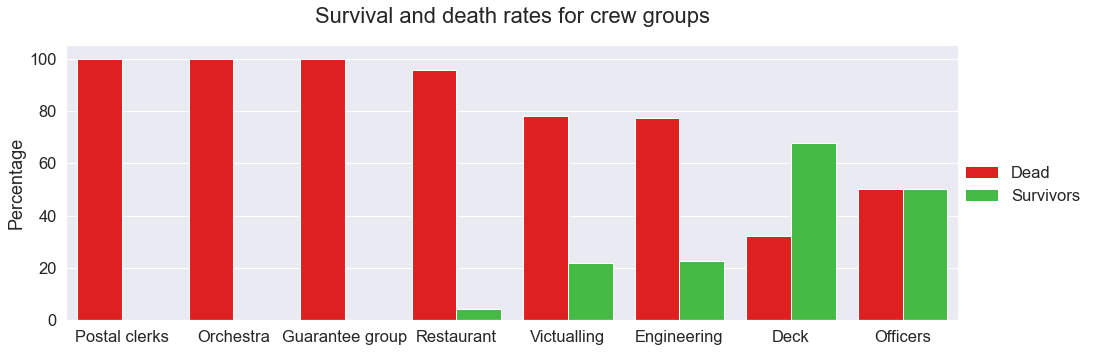 Survival and death rates for crew groups
Percentage
100
80
60
40
20
0
Postal clerks Orchestra Guarantee group Restaurant Victualling Engineering Deck Officers
Dead
Survivors